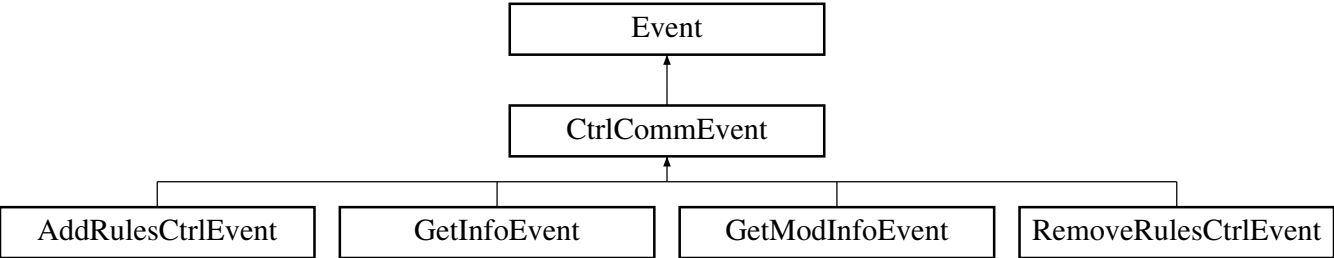 Event
CtrlCommEvent
AddRulesCtrlEvent
GetInfoEvent
GetModInfoEvent
RemoveRulesCtrlEvent